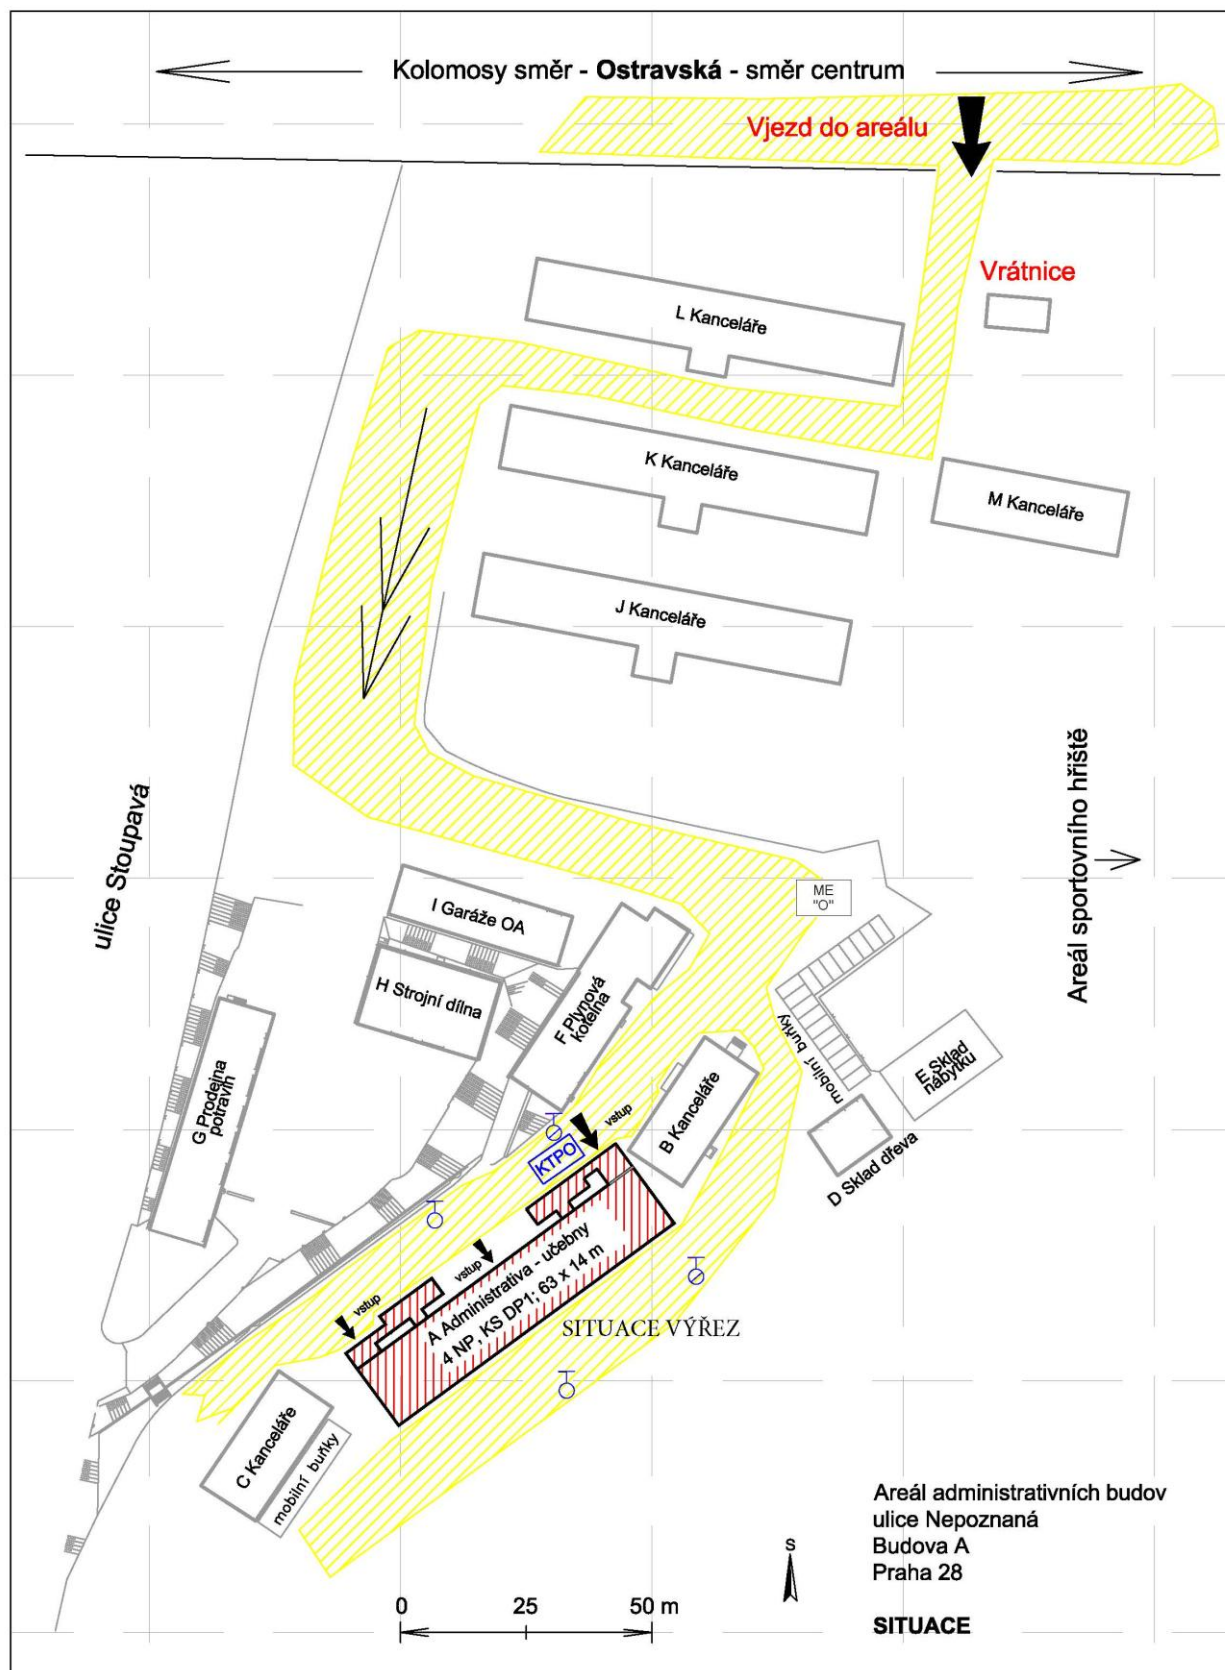 Kolomosy směr - Ostravská - směr centrum
Vjezd do areálu
Vrátnice
L Kanceláře
K Kanceláře
M Kanceláře
J Kanceláře
ulice Stoupavá
Areál sportovního hřiště
ME
"O"
I Garáže OA
H Strojní dílna
F Plynová
kotelna
mobilní buňky
E Sklad
nábytku
G Prodejna
potravin
B Kanceláře
D Sklad dřeva
vstup
KTPO
vstup
vstup
A Administrativa - učebny
4 NP, KS DP1; 63 x 14 m
SITUACE VÝŘEZ
C Kanceláře
mobilní buňky
Areál administrativních budov
ulice Nepoznaná
Budova A
Praha 28
SITUACE
S
0 25 50 m